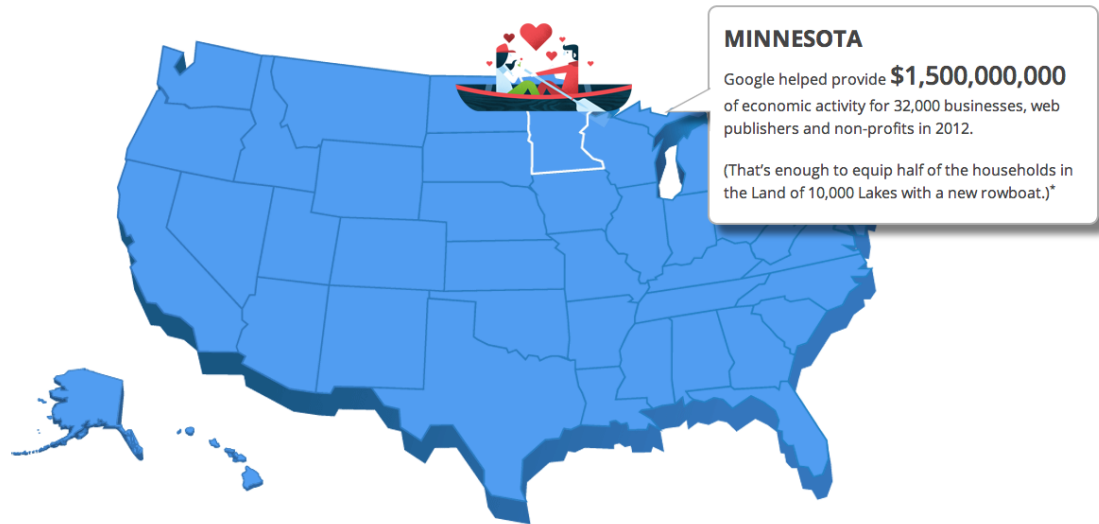 MINNESOTA
Google helped provide $1,500,000,000
of economic activity for 32,000 businesses, web
publishers and non-profits in 2012.
(That’s enough to equip half of the households in
the Land of 10,000 Lakes with a new rowboat.)*